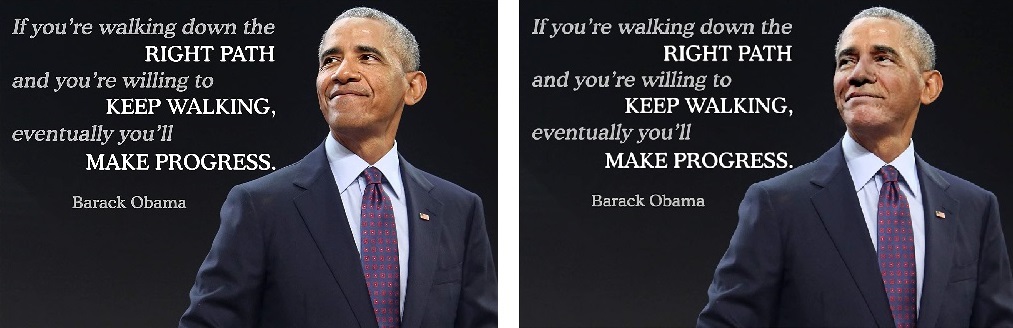 If you're walking down the
RIGHT PATH
and you're willing to
KEEP WALKING,
eventually you'll
MAKE PROGRESS.
Barack Obama
If you're walking down the
RIGHT PATH
and you're willing to
KEEP WALKING,
eventually you'll
MAKE PROGRESS.
Barack Obama